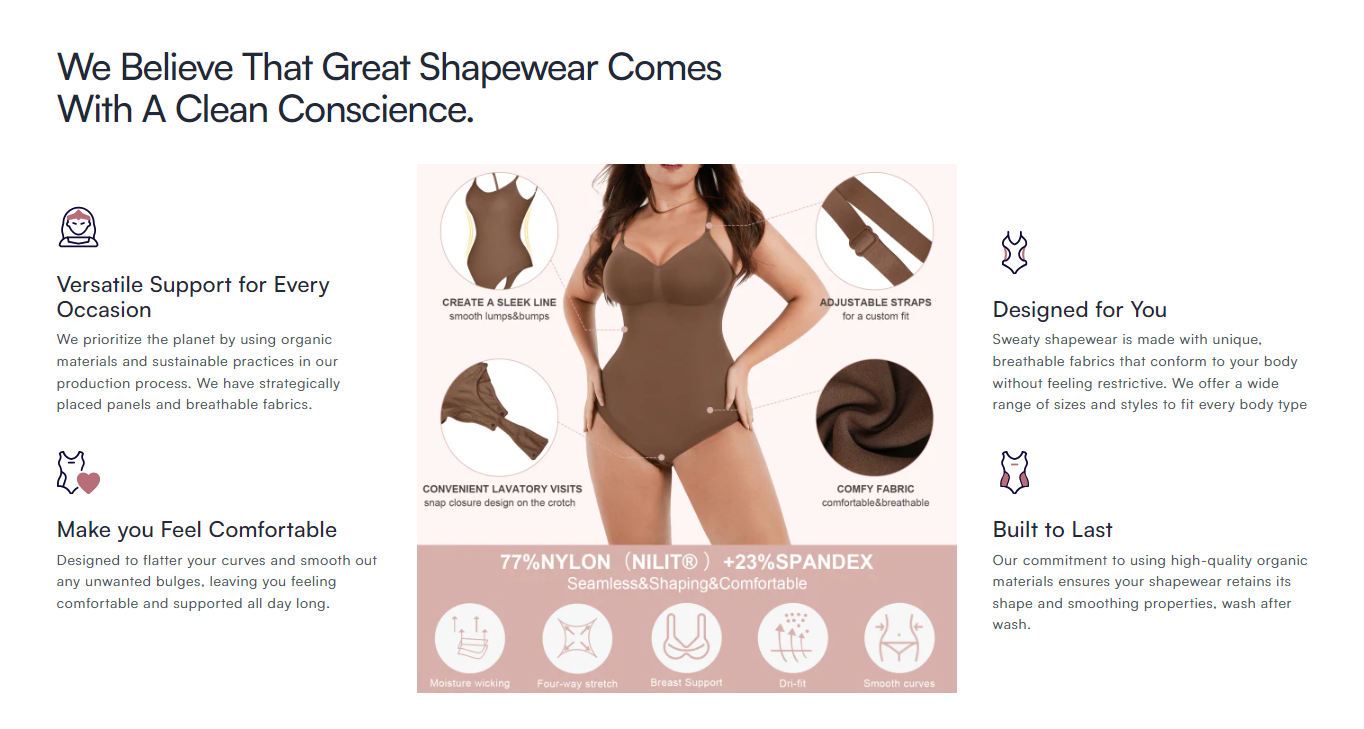 We Believe That Great Shapewear Comes
With A Clean Conscience.
Versatile Support for Every
Occasion
We prioritize the planet by using organic
materials and sustainable practices in our
production process. We have strategically
placed panels and breathable fabrics.
Make you Feel Comfortable
Designed to flatter your curves and smooth out
any unwanted bulges, leaving you feeling
comfortable and supported all day long.
CREATE A SLEEK LINE
smooth lumps&bumps
ADJUSTABLE STRAPS
for a custom fit
CONVENIENT LAVATORY VISITS
snap closure design on the crotch
COMFY FABRIC
comfortable&breathable
77%NYLON（NILIT®）+23%SPANDEX
Seamless&Shaping&Comfortable
Moisture wicking
Four-way stretch
Breast Support
Dri-fit
Smooth curves
Designed for You
Sweaty shapewear is made with unique,
breathable fabrics that conform to your body
without feeling restrictive. We offer a wide
range of sizes and styles to fit every body type
Built to Last
Our commitment to using high-quality organic
materials ensures your shapewear retains its
shape and smoothing properties, wash after
wash.